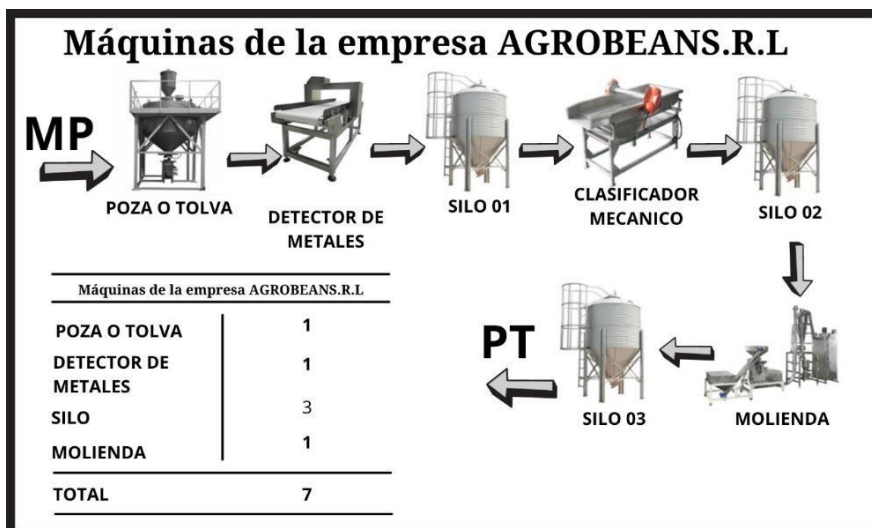 Máquinas de la empresa AGROBEANS.R.L
MP
POZA O TOLVA
DETECTOR DE
METALES
SILO 01
CLASIFICADOR
MECANICO
SILO 02
MOLIENDA
SILO 03
PT
Máquinas de la empresa AGROBEANS.R.L
POZA O TOLVA 1
DETECTOR DE
METALES 1
SILO 3
MOLIENDA 1
TOTAL 7